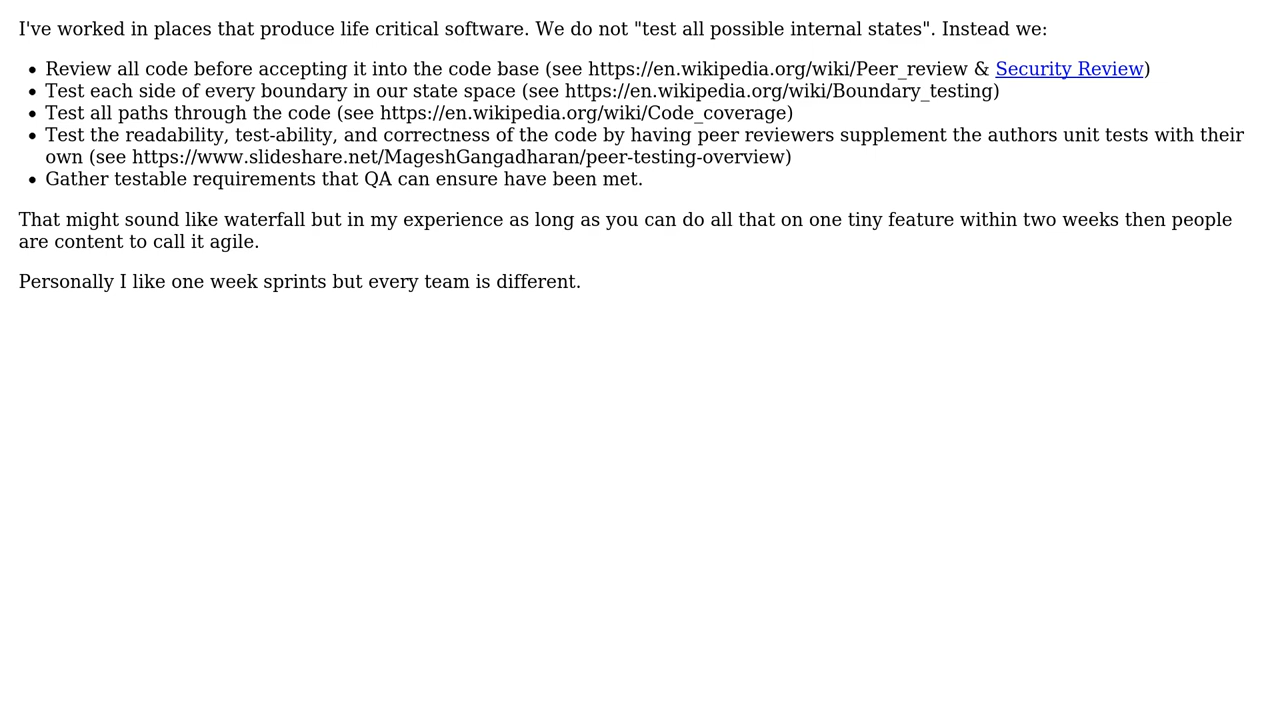 I've worked in places that produce life critical software. We do not "test all possible internal states". Instead we:
• Review all code before accepting it into the code base (see https://en.wikipedia.org/wiki/Peer_review & Security Review)
• Test each side of every boundary in our state space (see https://en.wikipedia.org/wiki/Boundary_testing)
• Test all paths through the code (see https://en.wikipedia.org/wiki/Code_coverage)
• Test the readability, test-ability, and correctness of the code by having peer reviewers supplement the authors unit tests with their
own (see https://www.slideshare.net/MageshGangadharan/peer-testing-overview)
• Gather testable requirements that QA can ensure have been met.
That might sound like waterfall but in my experience as long as you can do all that on one tiny feature within two weeks then people
are content to call it agile.
Personally I like one week sprints but every team is different.